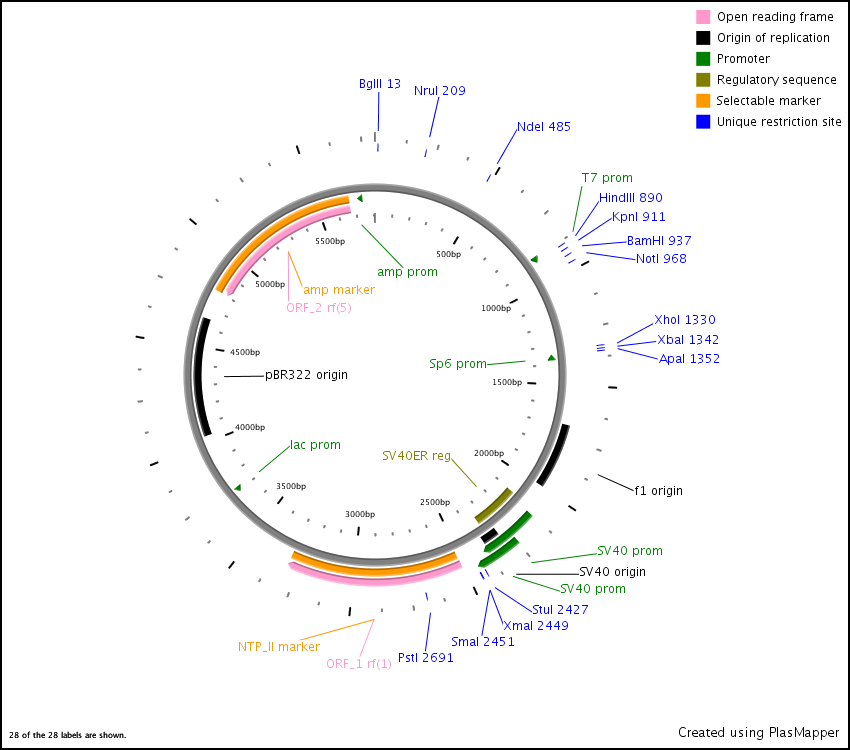 Open reading frame
Origin of replication
Promoter
Regulatory sequence
Selectable marker
Unique restriction site
BglII 13
NruI 209
NdeI 485
T7 prom
HindIII 890
KpnI 911
BamHI 937
NotI 968
5500bp
500bp
amp prom
5000bp
amp marker
ORF_2 rf(5)
1000bp
XhoI 1330
XbaI 1342
ApaI 1352
4500bp
Sp6 prom
pBR322 origin
1500bp
4000bp
lac prom
SV40ER reg
2000bp
3500bp
f1 origin
2500bp
3000bp
SV40 prom
SV40 origin
SV40 prom
StuI 2427
XmaI 2449
SmaI 2451
NTP_II marker
PstI 2691
ORF_1 rf(1)
28 of the 28 labels are shown.
Created using PlasMapper